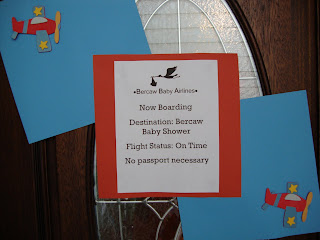 •Bercaw Baby Airlines•
Now Boarding
Destination: Bercaw
Baby Shower
Flight Status: On Time
No passport necessary